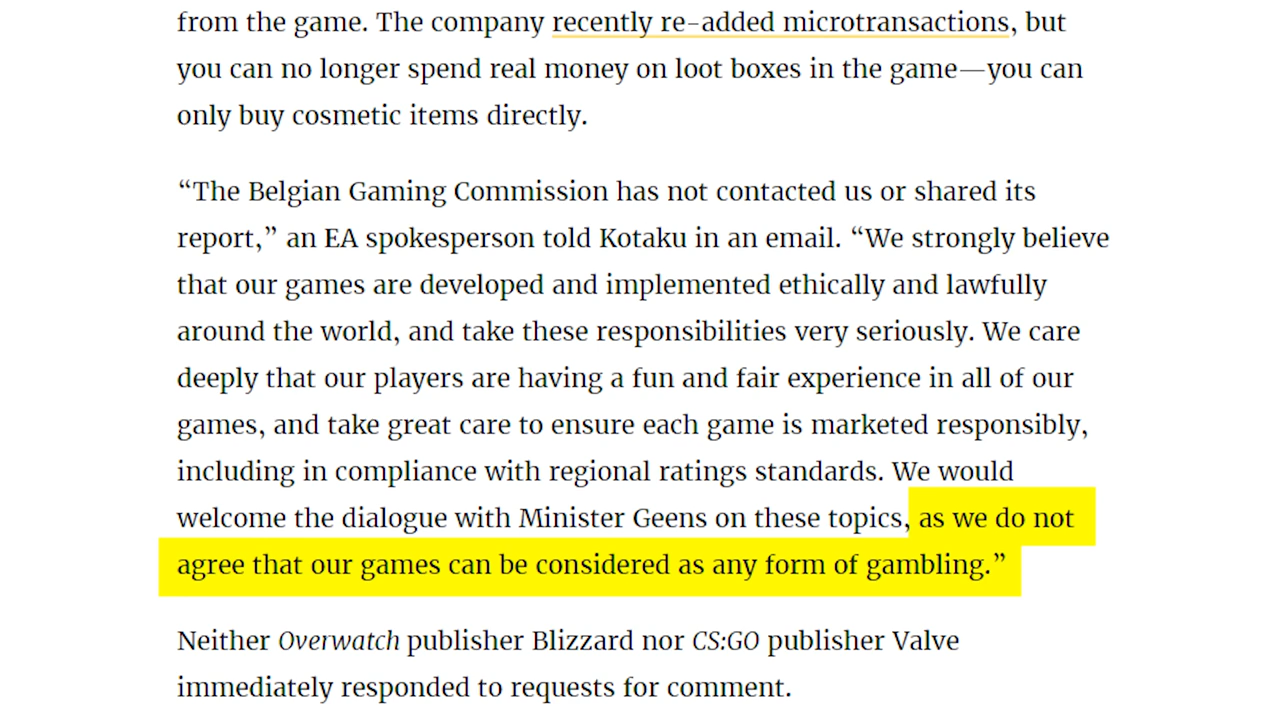 from the game. The company recently re-added microtransactions, but
you can no longer spend real money on loot boxes in the game—you can
only buy cosmetic items directly.
“The Belgian Gaming Commission has not contacted us or shared its
report,” an EA spokesperson told Kotaku in an email. “We strongly believe
that our games are developed and implemented ethically and lawfully
around the world, and take these responsibilities very seriously. We care
deeply that our players are having a fun and fair experience in all of our
games, and take great care to ensure each game is marketed responsibly,
including in compliance with regional ratings standards. We would
welcome the dialogue with Minister Geens on these topics, as we do not
agree that our games can be considered as any form of gambling.”
Neither Overwatch publisher Blizzard nor CS:GO publisher Valve
immediately responded to requests for comment.